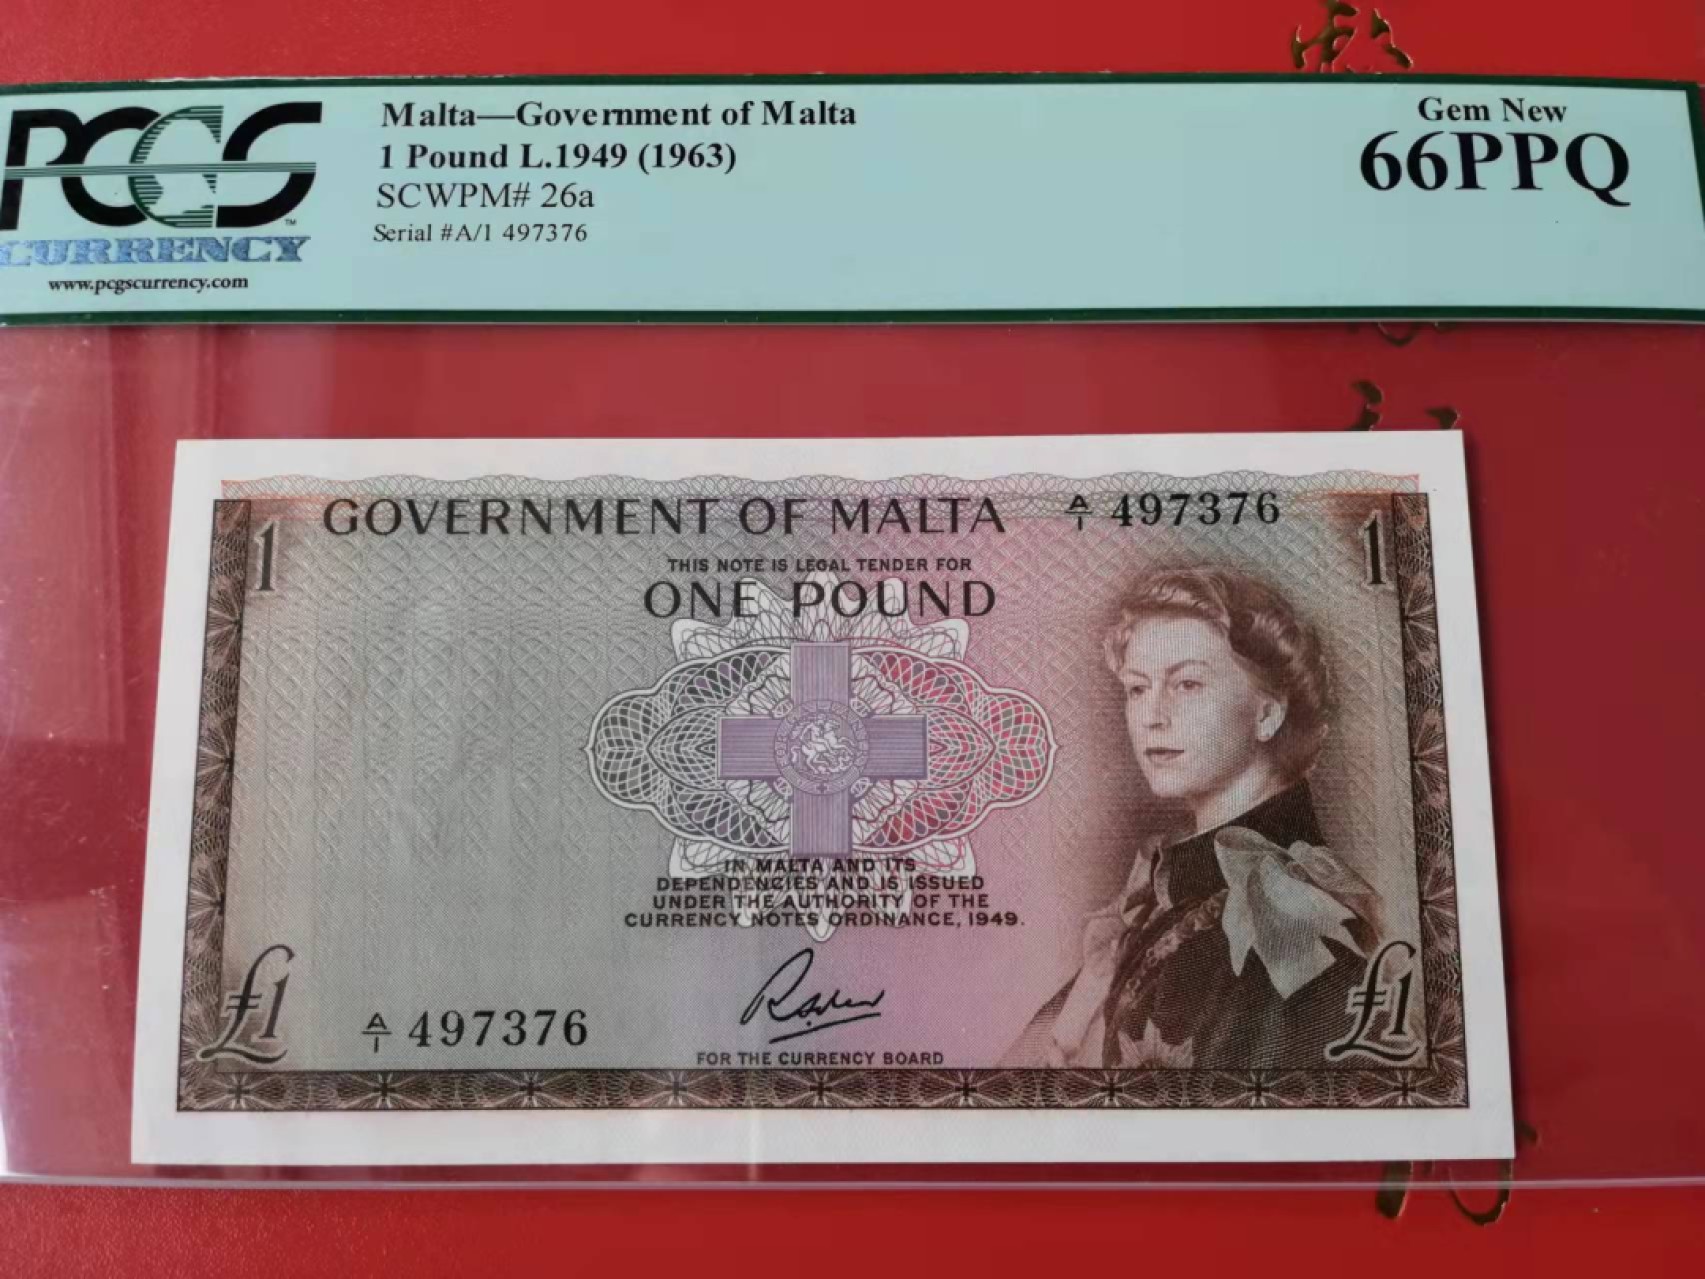 PCGS
CURRENCY
www.pcgscurrency.com
Malta—Government of Malta
1 Pound L.1949 (1963)
SCWPM# 26a
Serial #A/1 497376
Gem New
66PPQ
GOVERNMENT OF MALTA
A/1 497376
1
1
THIS NOTE IS LEGAL TENDER FOR
ONE POUND
IN MALTA AND ITS
DEPENDENCIES AND IS ISSUED
UNDER THE AUTHORITY OF THE
CURRENCY NOTES ORDINANCE, 1949.
£1
A/1 497376
FOR THE CURRENCY BOARD
£1